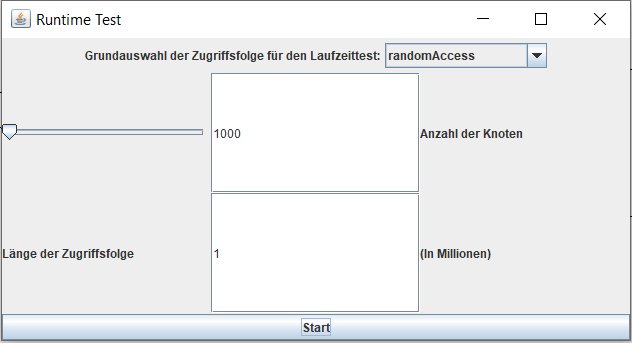 Runtime Test
Grundauswahl der Zugriffsfolge für den Laufzeittest: randomAccess
1000 Anzahl der Knoten
Länge der Zugriffsfolge 1 (In Millionen)
Start